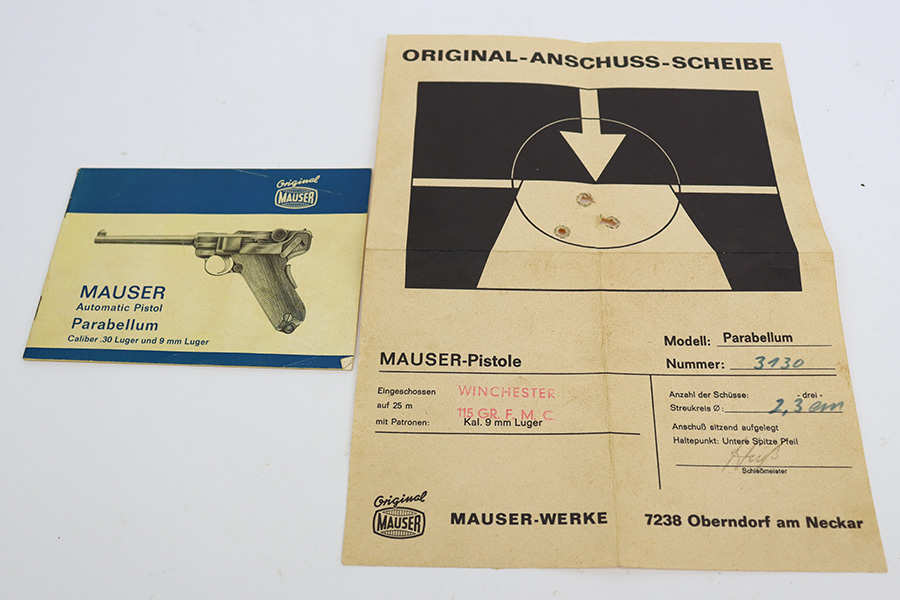 Original
MAUSER
MAUSER
Automatic Pistol
Parabellum
Caliber .30 Luger und 9 mm Luger
ORIGINAL-ANSCHUSS-SCHEIBE
MAUSER-Pistole
Eingeschossen
auf 25 m
mit Patronen:
WINCHESTER
115 GR. F. M. C.
Kal. 9 mm Luger
Modell: Parabellum
Nummer: 3130
Anzahl der Schüsse: - drei -
Streukreis Ø: 2,3 cm
Anschuß sitzend aufgelegt
Haltepunkt: Untere Spitze Pfeil
Schießmeister
Original
MAUSER
MAUSER-WERKE
7238 Oberndorf am Neckar